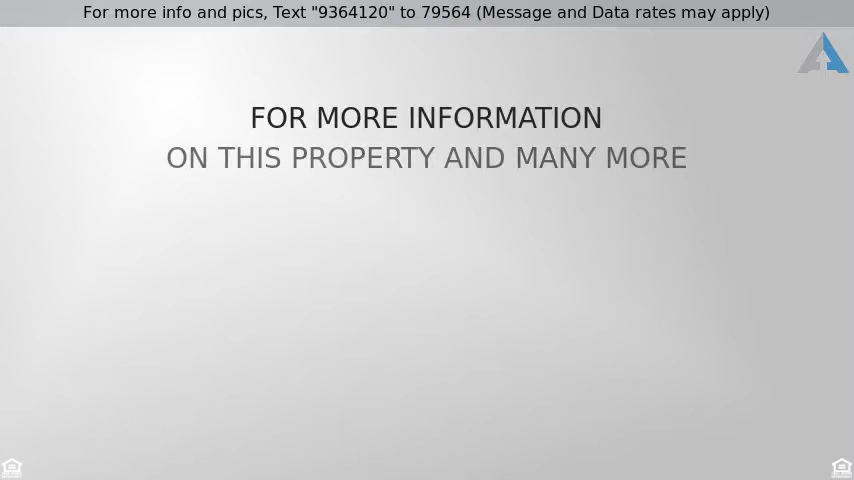 For more info and pics, Text "9364120" to 79564 (Message and Data rates may apply)
FOR MORE INFORMATION
ON THIS PROPERTY AND MANY MORE